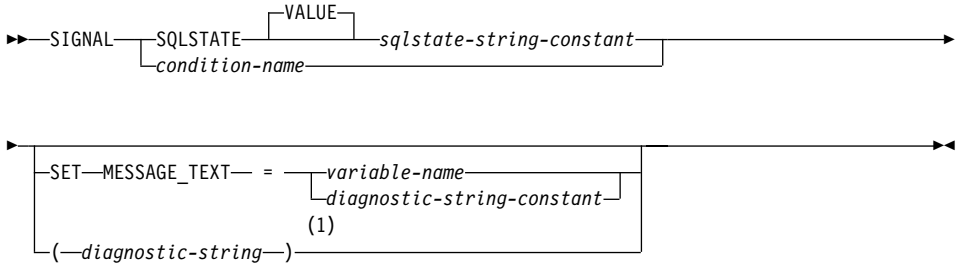 VALUE
SIGNAL SQLSTATE sqlstate-string-constant
condition-name
SET MESSAGE_TEXT = variable-name
diagnostic-string-constant
(1)
( diagnostic-string )